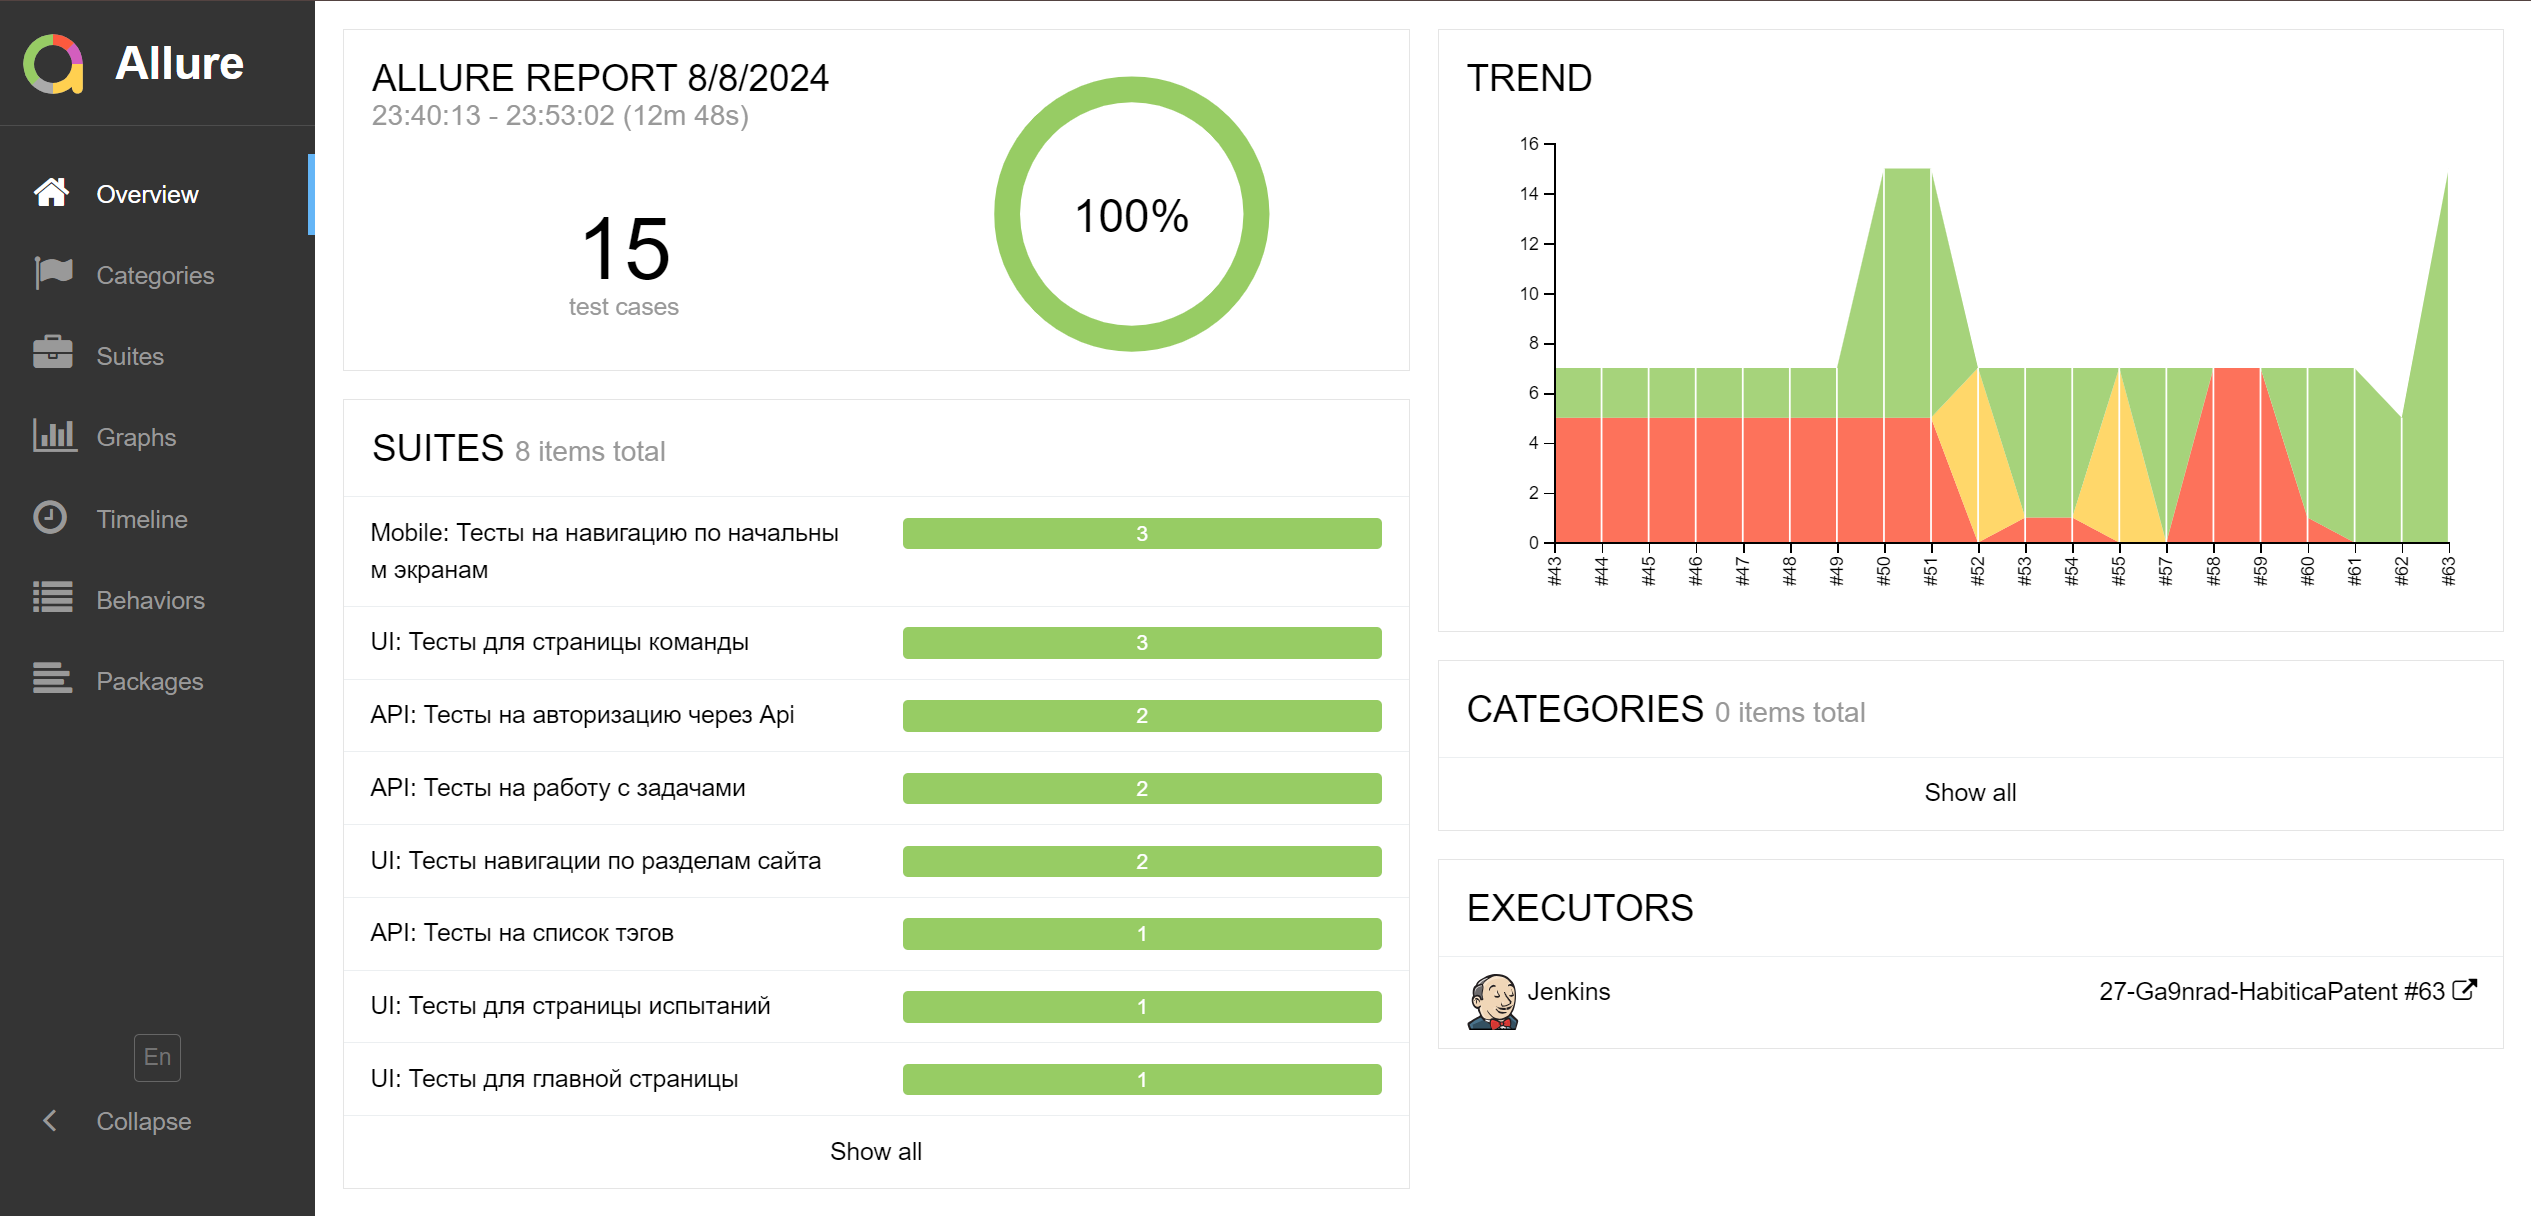 Allure
Overview
Categories
Suites
Graphs
Timeline
Behaviors
Packages
En
Collapse
ALLURE REPORT 8/8/2024
23:40:13 - 23:53:02 (12m 48s)
15
test cases
100%
SUITES 8 items total
Mobile: Тесты на навигацию по начальны
м экранам
3
UI: Тесты для страницы команды
3
API: Тесты на авторизацию через Api
2
API: Тесты на работу с задачами
2
UI: Тесты навигации по разделам сайта
2
API: Тесты на список тэгов
1
UI: Тесты для страницы испытаний
1
UI: Тесты для главной страницы
1
Show all
TREND
16
14
12
10
8
6
4
2
0
#43
#44
#45
#46
#47
#48
#49
#50
#51
#52
#53
#54
#55
#57
#58
#59
#60
#61
#62
#63
CATEGORIES 0 items total
Show all
EXECUTORS
Jenkins
27-Ga9nrad-HabiticaPatent #63